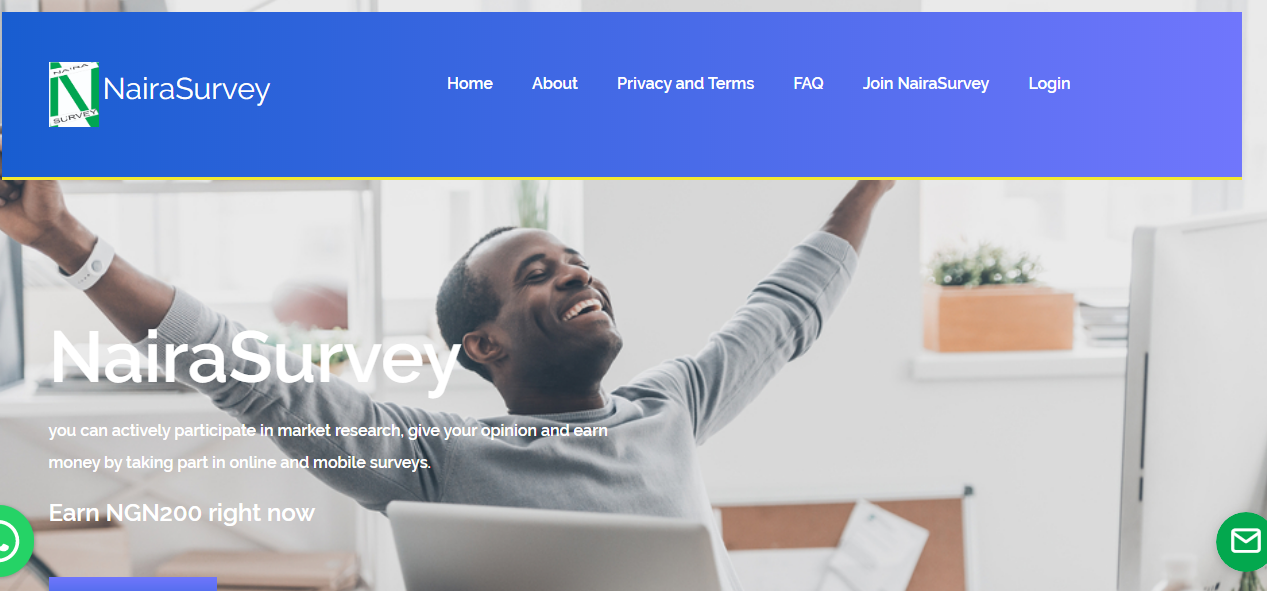 NAIRA
SURVEY
NairaSurvey
Home
About
Privacy and Terms
FAQ
Join NairaSurvey
Login
NairaSurvey
you can actively participate in market research, give your opinion and earn
money by taking part in online and mobile surveys.
Earn NGN200 right now